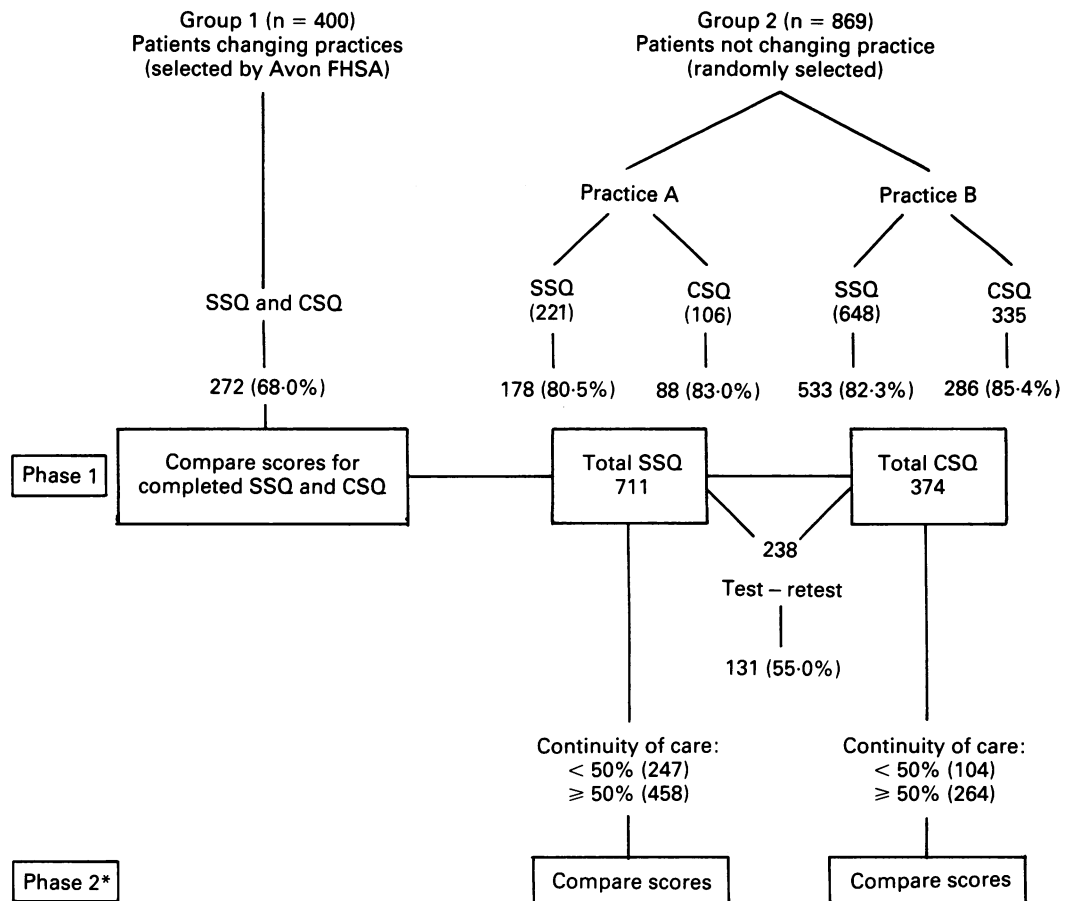 Group 1 (n = 400)
Patients changing practices
(selected by Avon FHSA)
Group 2 (n = 869)
Patients not changing practice
(randomly selected)
Practice A
Practice B
SSQ and CSQ
SSQ
(221)
CSQ
(106)
SSQ
(648)
CSQ
335
272 (68·0%)
178 (80·5%)
88 (83·0%)
533 (82·3%)
286 (85·4%)
Phase 1
Compare scores for
completed SSQ and CSQ
Total SSQ
711
Total CSQ
374
238
Test – retest
131 (55·0%)
Continuity of care:
< 50% (247)
⩾ 50% (458)
Continuity of care:
< 50% (104)
⩾ 50% (264)
Phase 2*
Compare scores
Compare scores